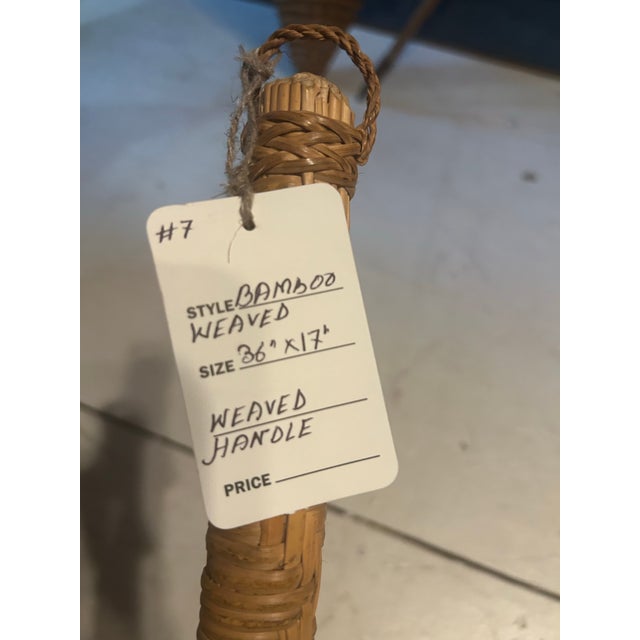 #7
STYLE BAMBOO
WEAVED
SIZE 36" X 17"
WEAVED
HANDLE
PRICE